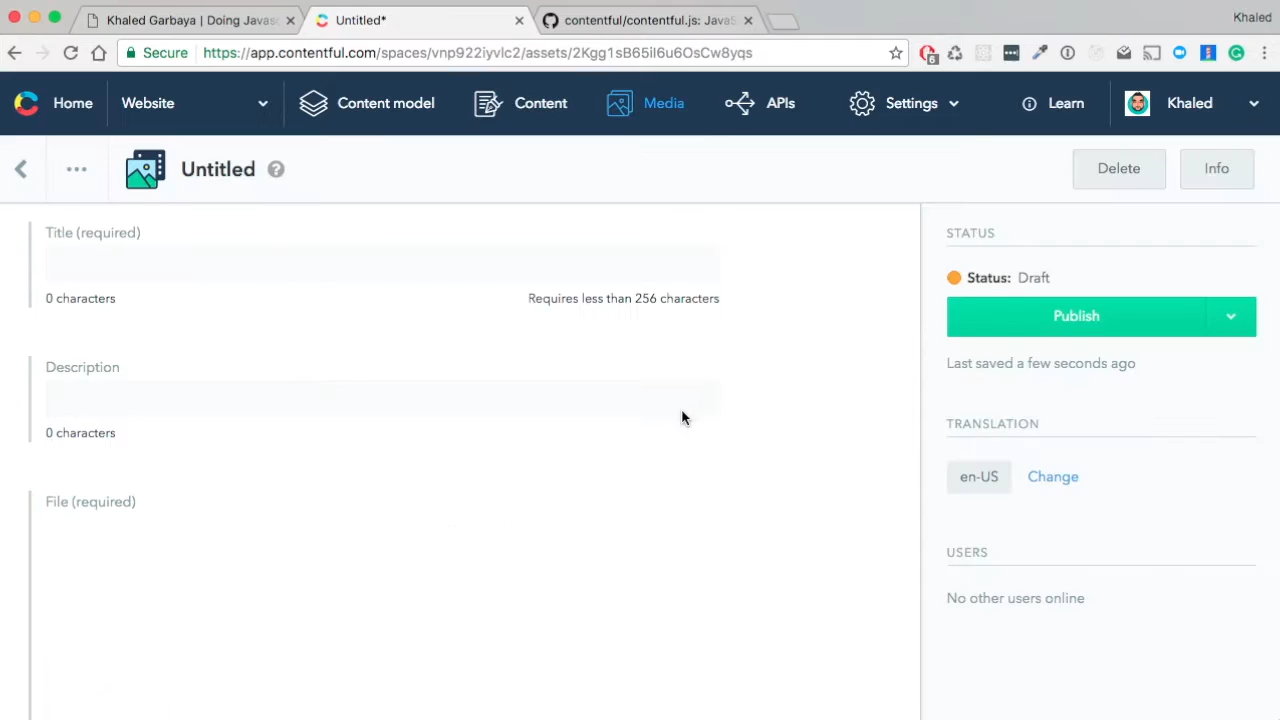 Khaled Garbaya | Doing Javasc
Untitled*
contentful/contentful.js: JavaS
Khaled
Secure
https://app.contentful.com/spaces/vnp922iyvlc2/assets/2Kgg1sB65iI6u6OsCw8yqs
6
Home
Website
Content model
Content
Media
APIs
Settings
Learn
Khaled
Untitled
?
Delete
Info
Title (required)
0 characters
Requires less than 256 characters
Description
0 characters
File (required)
STATUS
Status: Draft
Publish
Last saved a few seconds ago
TRANSLATION
en-US
Change
USERS
No other users online